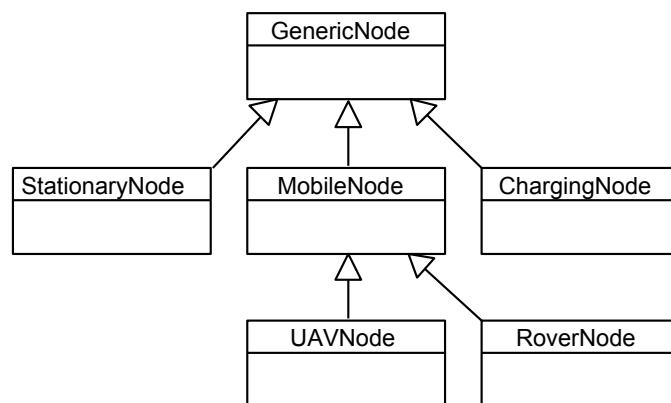 GenericNode
StationaryNode
MobileNode
ChargingNode
UAVNode
RoverNode